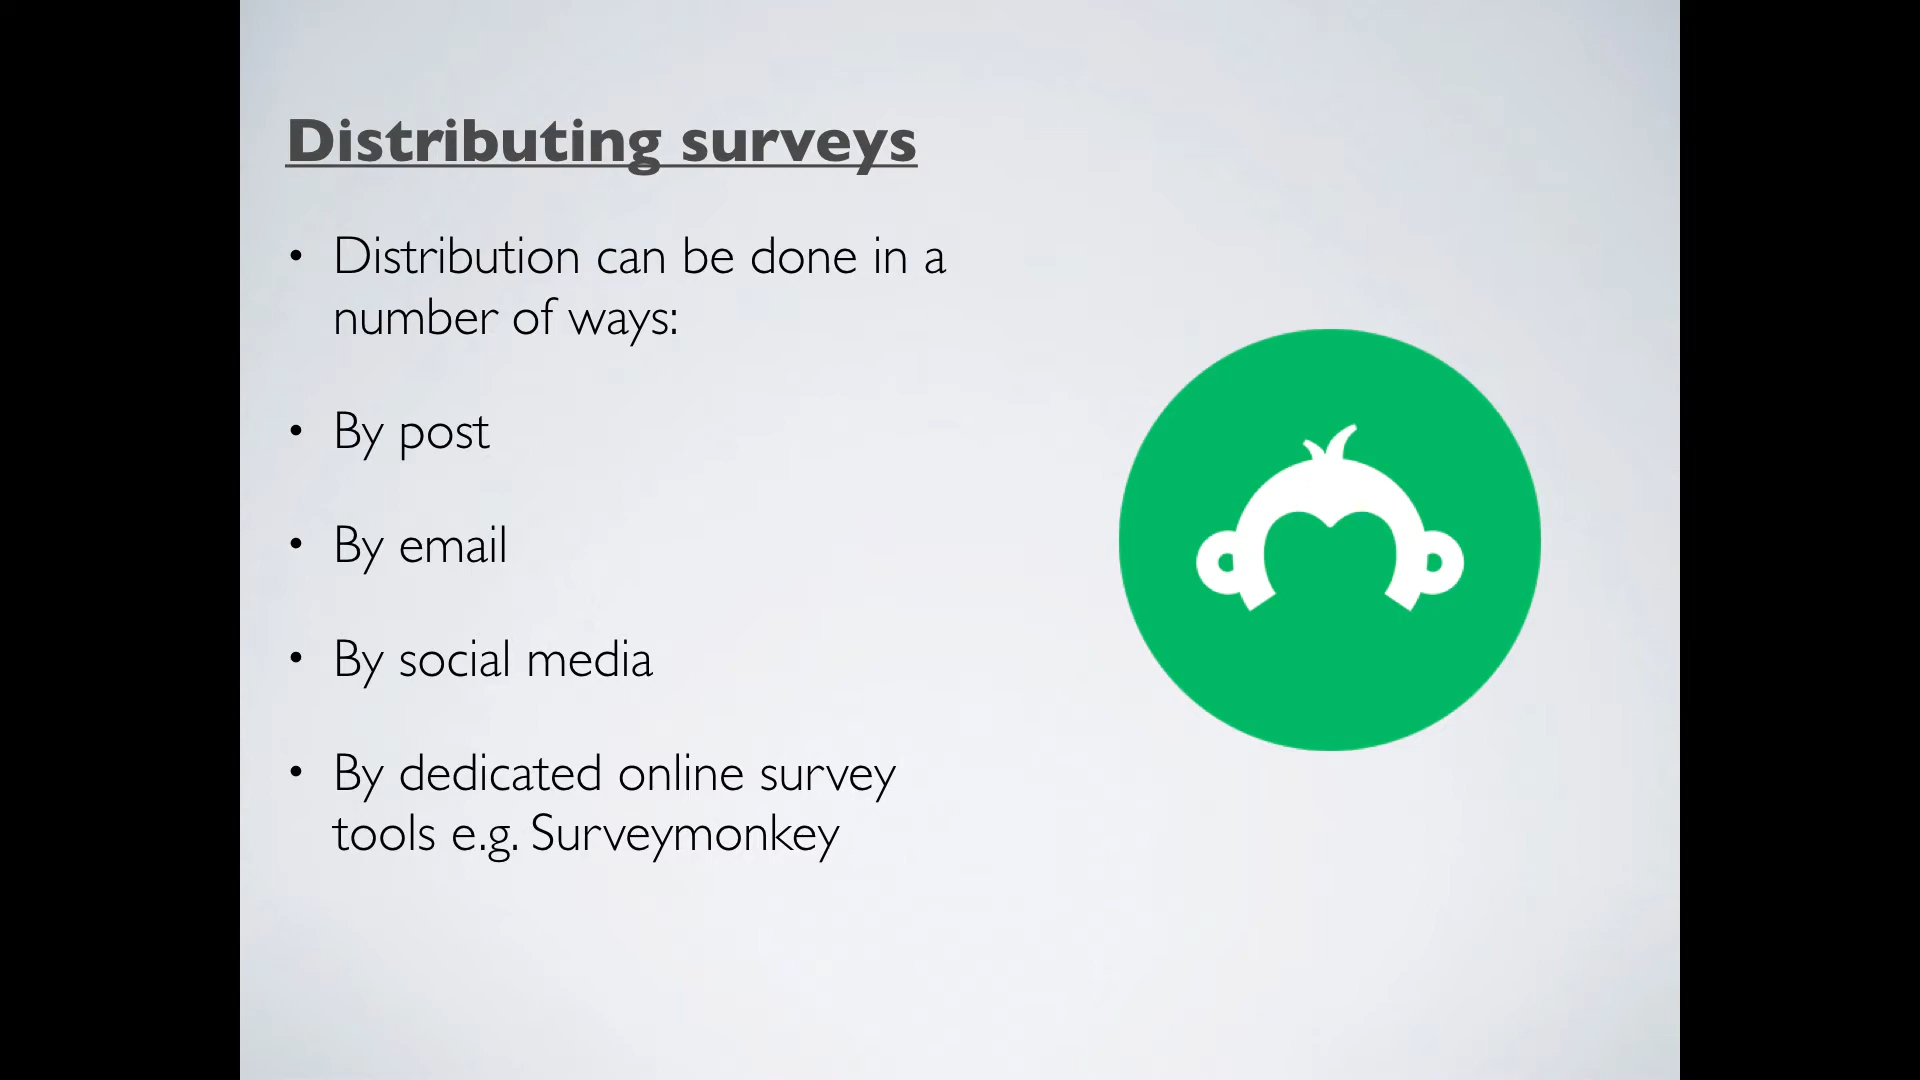 Distributing surveys
• Distribution can be done in a
number of ways:
• By post
• By email
• By social media
• By dedicated online survey
tools e.g. Surveymonkey